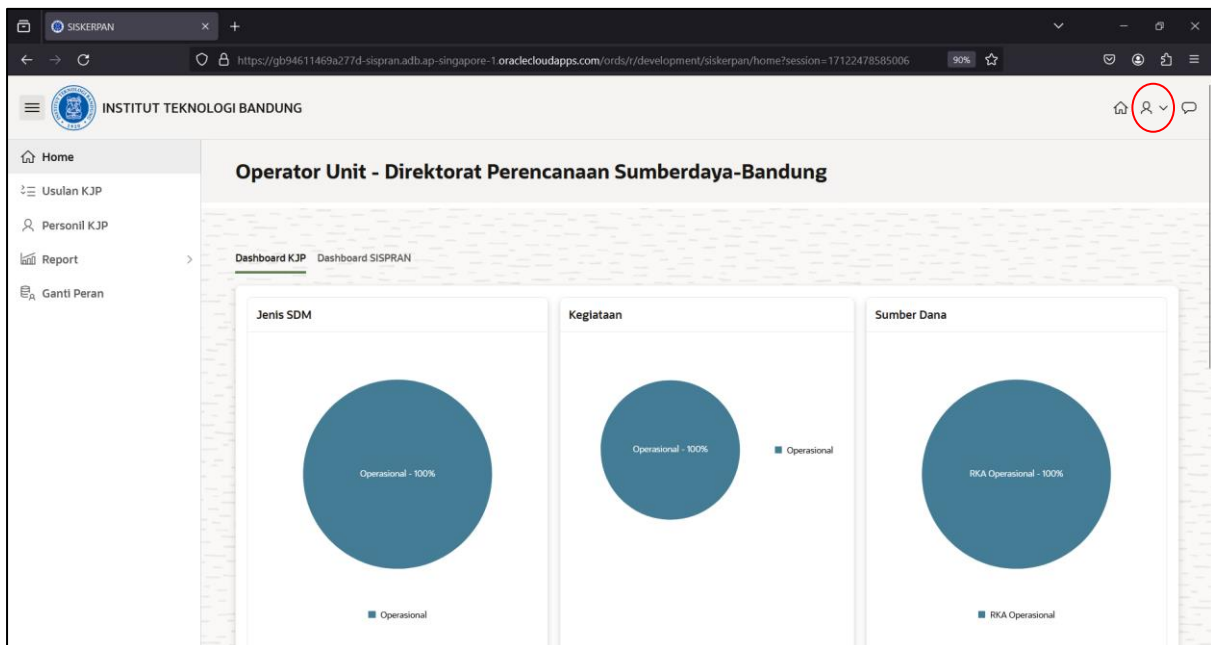 SISKERPAN
https://gb94611469a277d-sispran.adb.ap-singapore-1.oraclecloudapps.com/ords/r/development/siskerpan/home?session=17122478585006
90%
INSTITUT TEKNOLOGI BANDUNG
Home
Usulan KJP
Personil KJP
Report
Ganti Peran
Operator Unit - Direktorat Perencanaan Sumberdaya-Bandung
Dashboard KJP Dashboard SISPRAN
Jenis SDM
Operasional - 100%
Operasional
Kegiataan
Operasional - 100%
Operasional
Sumber Dana
RKA Operasional - 100%
RKA Operasional